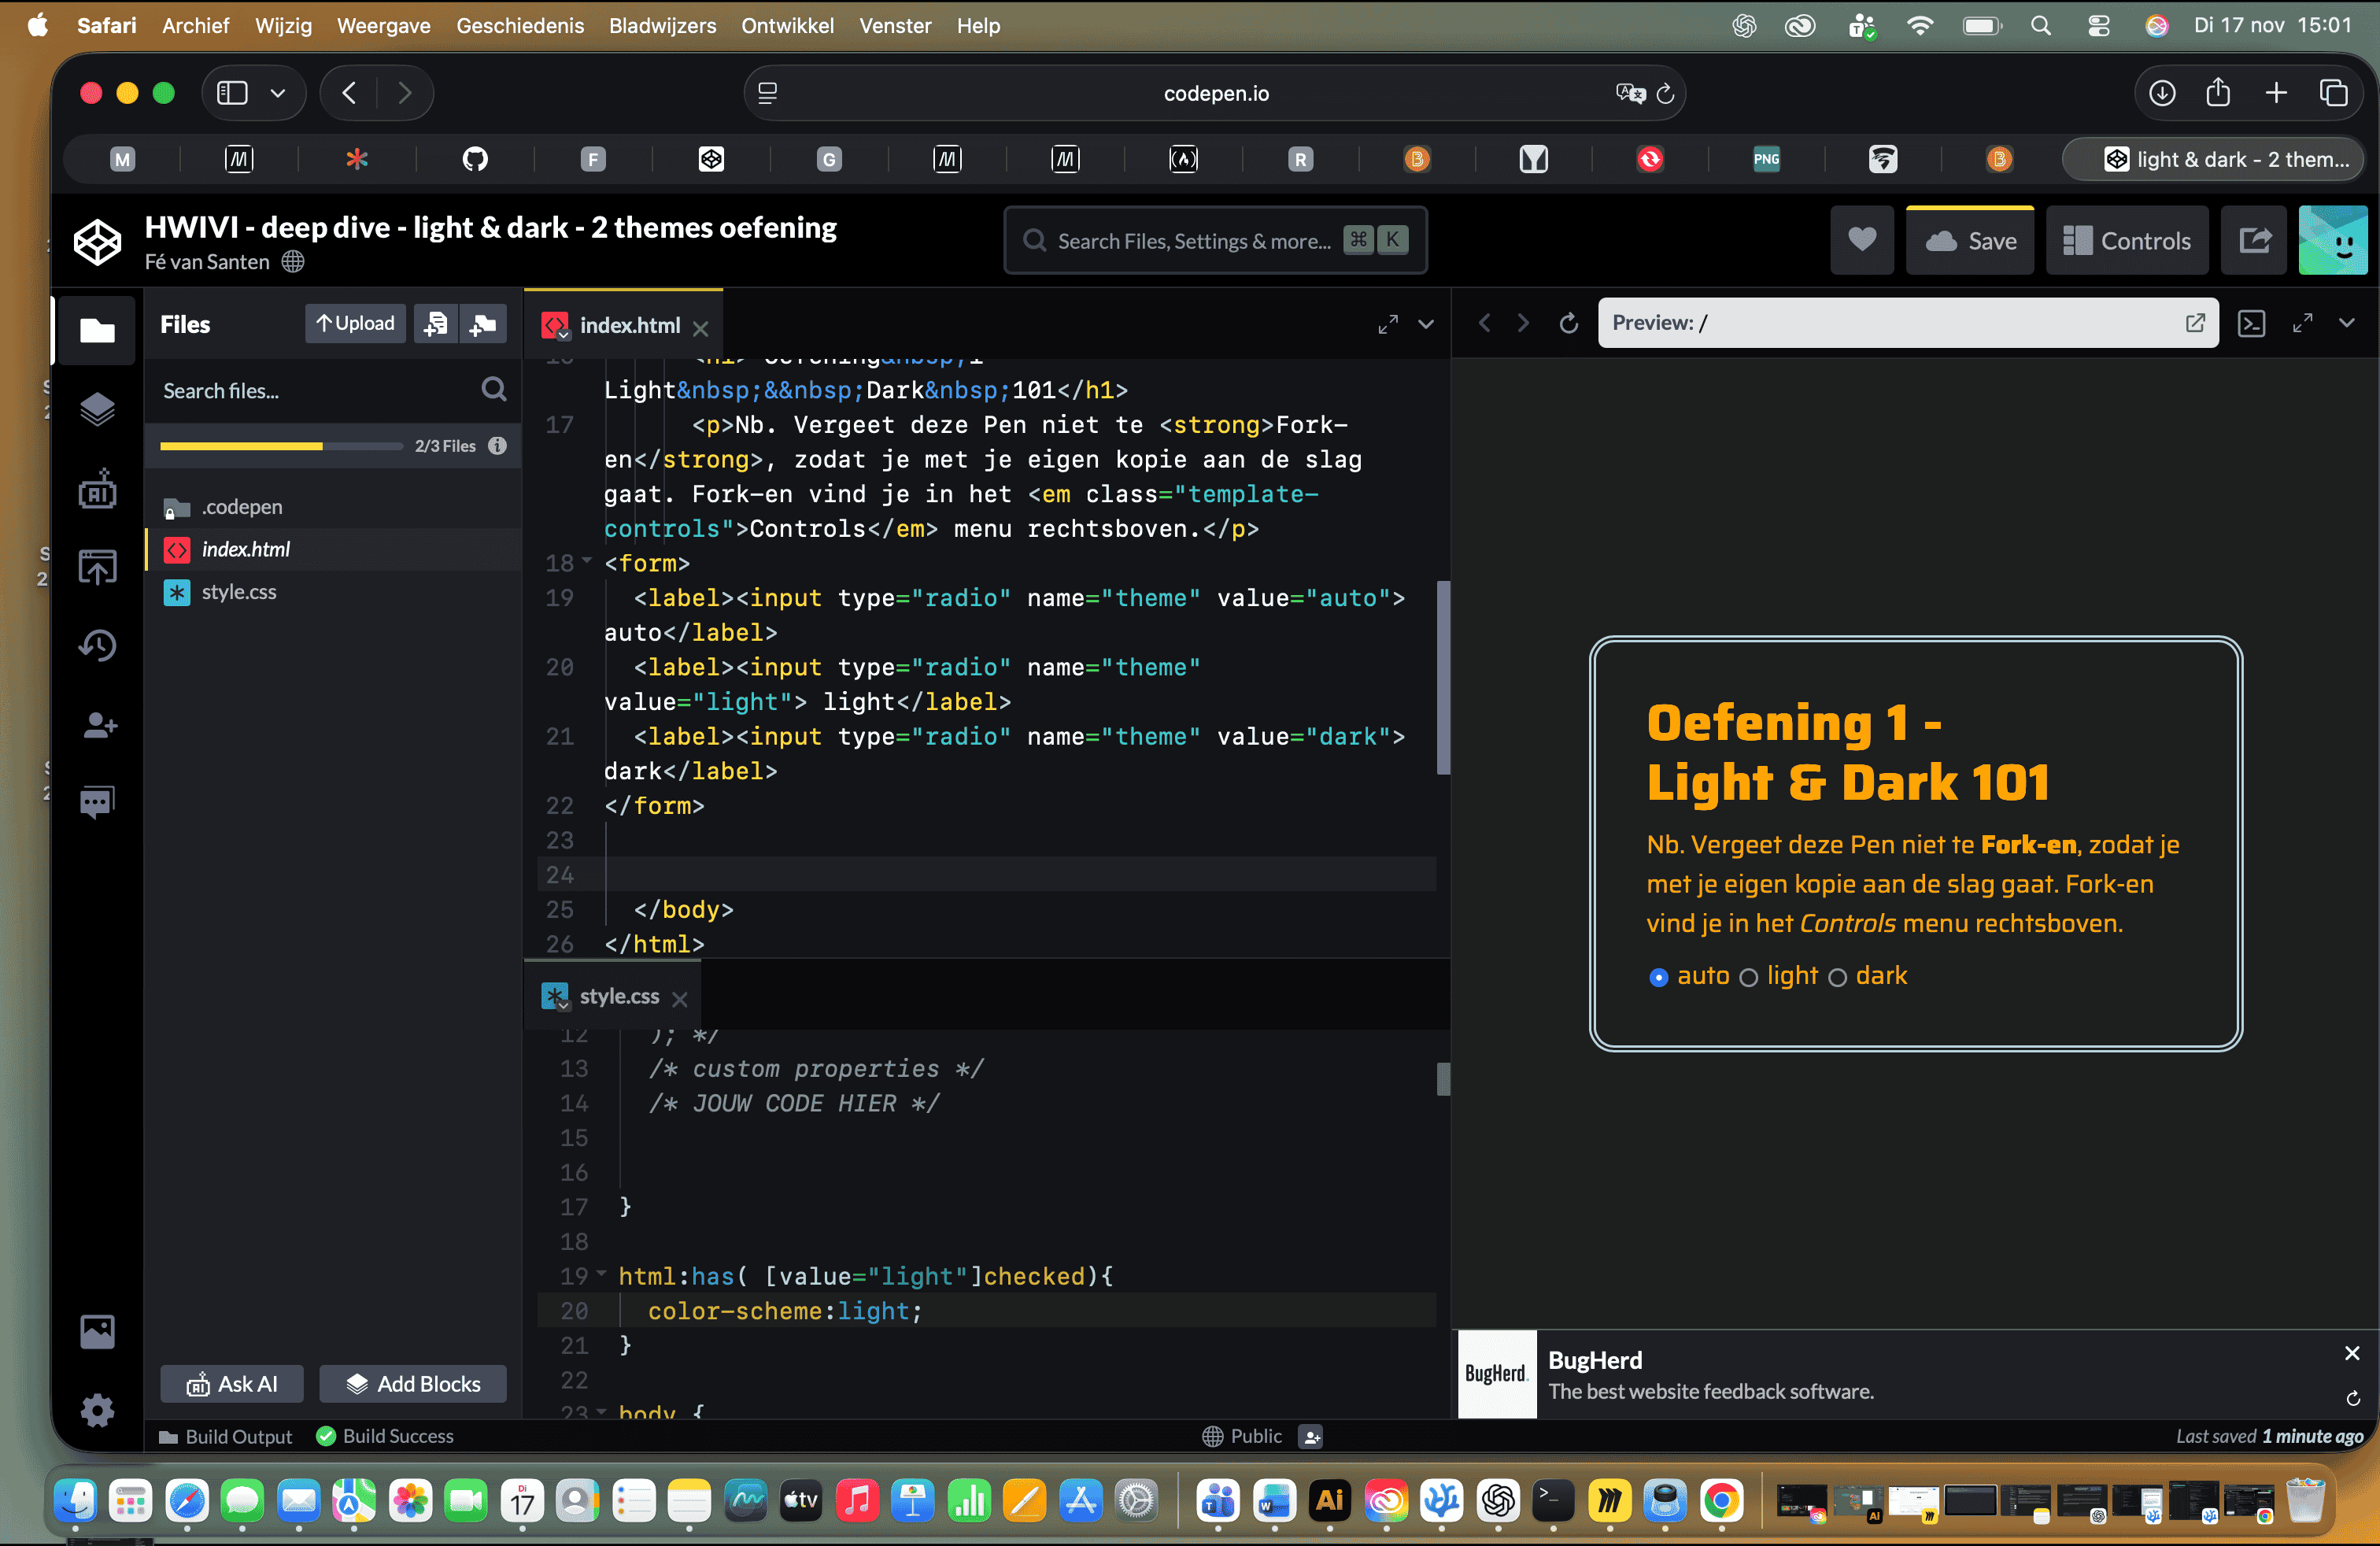 Safari Archief Wijzig Weergave Geschiedenis Bladwijzers Ontwikkel Venster Help Di 17 nov 15:01
codepen.io
M F G R PNG light & dark - 2 them...
HWIVI - deep dive - light & dark - 2 themes oefening
Fé van Santen
Search Files, Settings & more... ⌘ K
Save
Controls
Files
Upload
Search files...
2/3 Files
.codepen
index.html
style.css
Ask AI
Add Blocks
index.html
Light&nbsp;&&nbsp;Dark&nbsp;101</h1>
17 <p>Nb. Vergeet deze Pen niet te <strong>Fork-
en</strong>, zodat je met je eigen kopie aan de slag
gaat. Fork-en vind je in het <em class="template-
controls">Controls</em> menu rechtsboven.</p>
18 <form>
19 <label><input type="radio" name="theme" value="auto">
auto</label>
20 <label><input type="radio" name="theme"
value="light"> light</label>
21 <label><input type="radio" name="theme" value="dark">
dark</label>
22 </form>
23
24
25 </body>
26 </html>
style.css
12 ); */
13 /* custom properties */
14 /* JOUW CODE HIER */
15
16
17 }
18
19 html:has( [value="light"]checked){
20 color-scheme:light;
21 }
22
23 body {
Preview: /
Oefening 1 -
Light & Dark 101
Nb. Vergeet deze Pen niet te Fork-en, zodat je
met je eigen kopie aan de slag gaat. Fork-en
vind je in het Controls menu rechtsboven.
auto light dark
BugHerd.
BugHerd
The best website feedback software.
Build Output
Build Success
Public
Last saved 1 minute ago
Di
17
tv
Ai